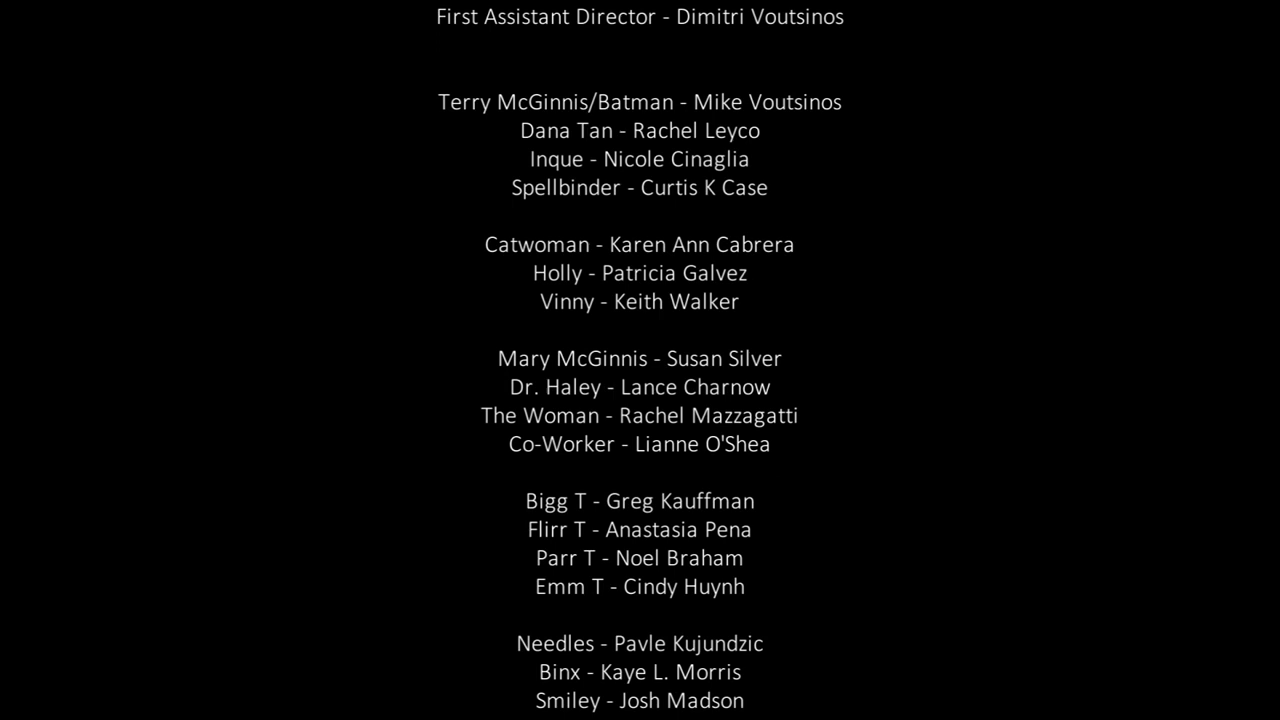 First Assistant Director - Dimitri Voutsinos
Terry McGinnis/Batman - Mike Voutsinos
Dana Tan - Rachel Leyco
Inque - Nicole Cinaglia
Spellbinder - Curtis K Case
Catwoman - Karen Ann Cabrera
Holly - Patricia Galvez
Vinny - Keith Walker
Mary McGinnis - Susan Silver
Dr. Haley - Lance Charnow
The Woman - Rachel Mazzagatti
Co-Worker - Lianne O'Shea
Bigg T - Greg Kauffman
Flirr T - Anastasia Pena
Parr T - Noel Braham
Emm T - Cindy Huynh
Needles - Pavle Kujundzic
Binx - Kaye L. Morris
Smiley - Josh Madson